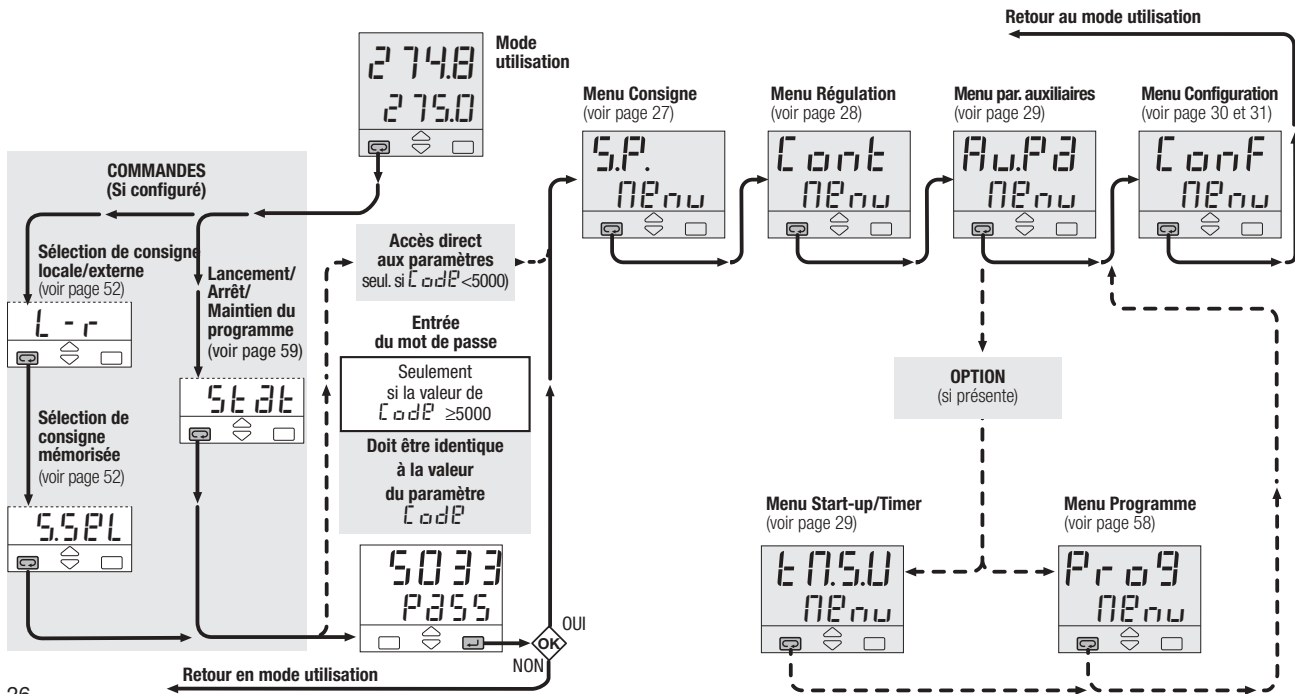 Retour au mode utilisation
274.8
275.0
Mode
utilisation
Menu Consigne
(voir page 27)
S.P.
MEnu
Menu Régulation
(voir page 28)
Cont
MEnu
Menu par. auxiliaires
(voir page 29)
Au.Pa
MEnu
Menu Configuration
(voir page 30 et 31)
ConF
MEnu
COMMANDES
(Si configuré)
Sélection de consigne
locale/externe
(voir page 52)
L-r
Sélection de
consigne
mémorisée
(voir page 52)
S.SEL
Lancement/
Arrêt/
Maintien du
programme
(voir page 59)
Stat
Accès direct
aux paramètres
seul. si CodE<5000)
Entrée
du mot de passe
Seulement
si la valeur de
CodE ≥5000
Doit être identique
à la valeur
du paramètre
CodE
5033
PaSS
OK
OUI
NON
Retour en mode utilisation
OPTION
(si présente)
Menu Start-up/Timer
(voir page 29)
tM.S.U
MEnu
Menu Programme
(voir page 58)
Prog
MEnu
26